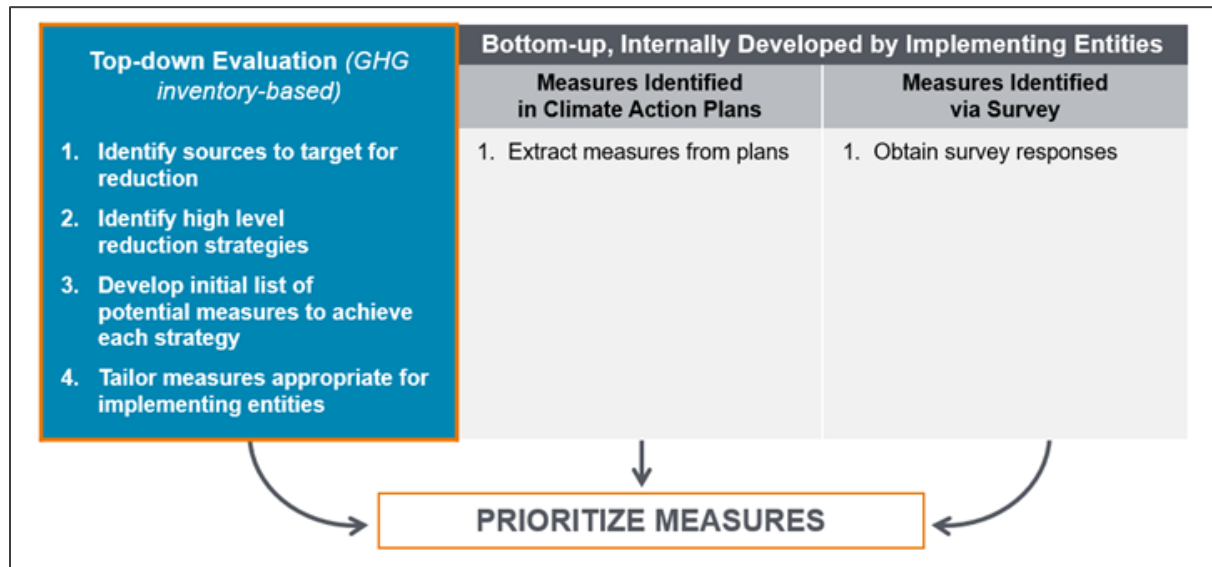 Top-down Evaluation (GHG
inventory-based)
1. Identify sources to target for
reduction
2. Identify high level
reduction strategies
3. Develop initial list of
potential measures to achieve
each strategy
4. Tailor measures appropriate for
implementing entities
Bottom-up, Internally Developed by Implementing Entities
Measures Identified
in Climate Action Plans
1. Extract measures from plans
Measures Identified
via Survey
1. Obtain survey responses
PRIORITIZE MEASURES